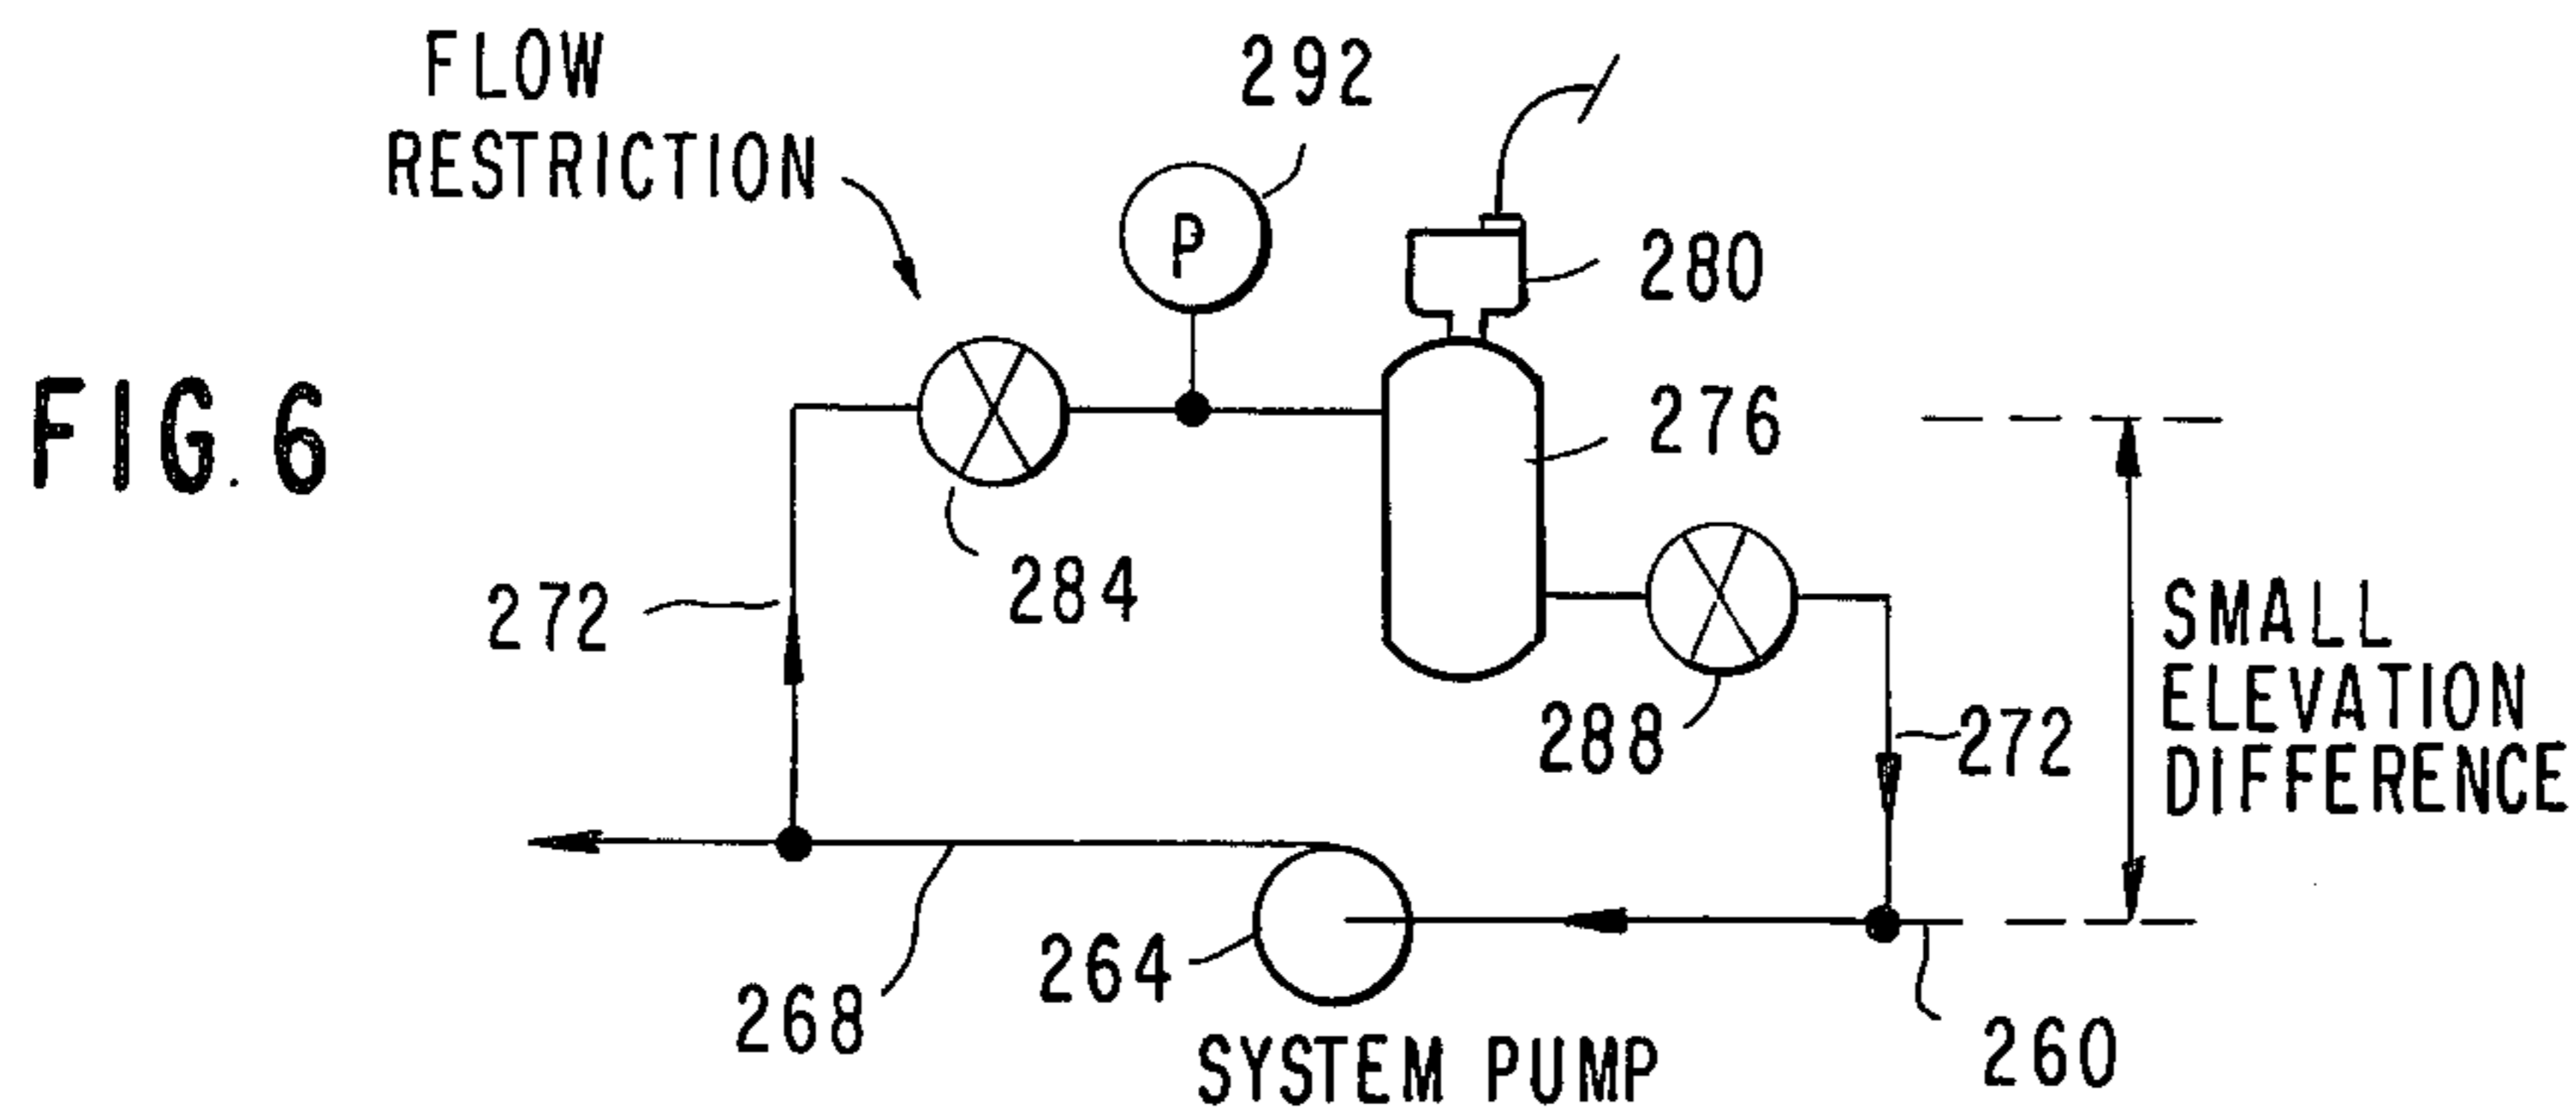 FLOW
RESTRICTION
292
P
280
FIG. 6
276
284
272
288
272
SMALL
ELEVATION
DIFFERENCE
268
264
260
SYSTEM PUMP